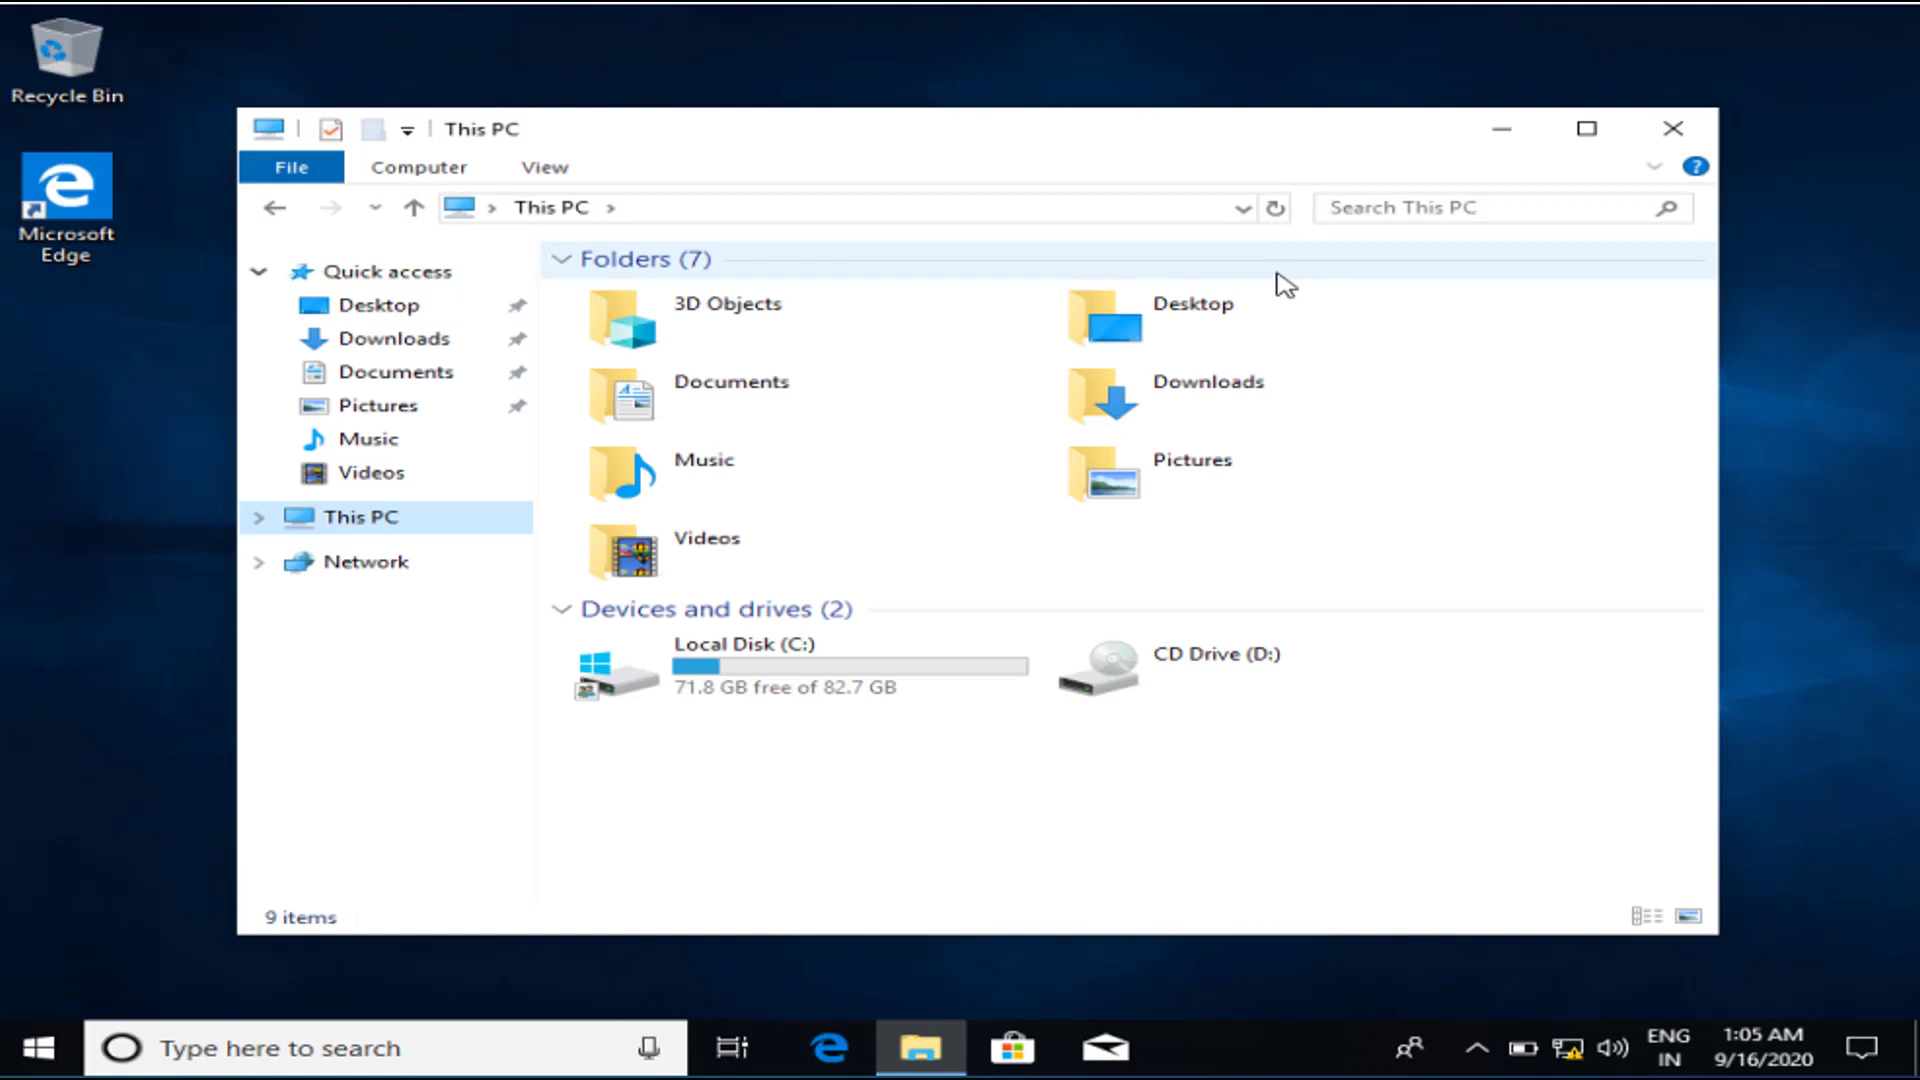 Recycle Bin
Microsoft
Edge
This PC
File
Computer
View
This PC
Search This PC
Quick access
Desktop
Downloads
Documents
Pictures
Music
Videos
This PC
Network
Folders (7)
3D Objects
Desktop
Documents
Downloads
Music
Pictures
Videos
Devices and drives (2)
Local Disk (C:)
71.8 GB free of 82.7 GB
CD Drive (D:)
9 items
Type here to search
ENG
IN
1:05 AM
9/16/2020